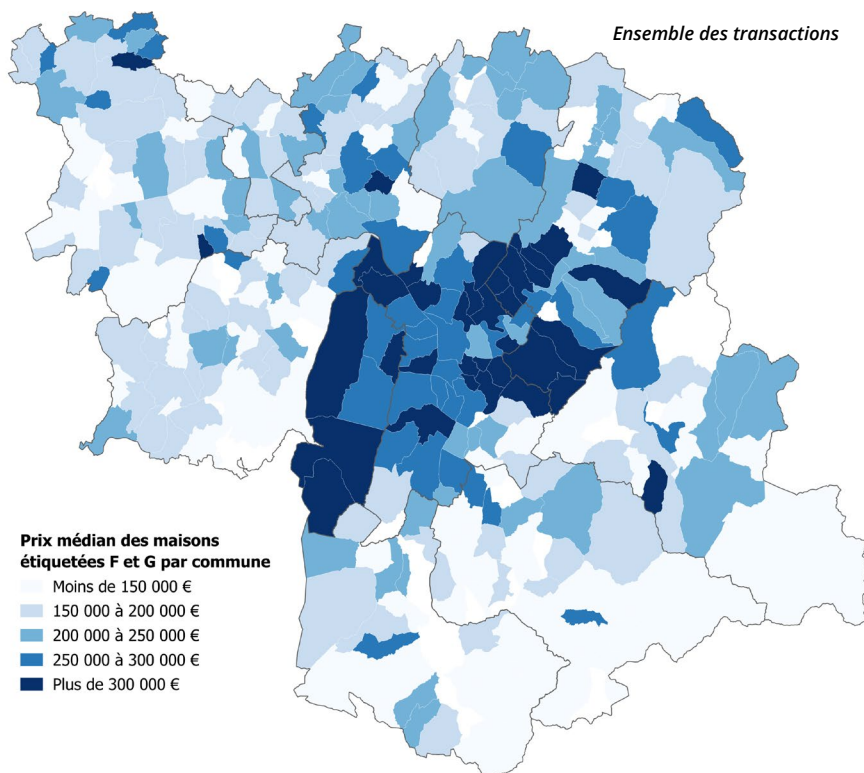 Ensemble des transactions
Prix médian des maisons
étiquetées F et G par commune
Moins de 150 000 €
150 000 à 200 000 €
200 000 à 250 000 €
250 000 à 300 000 €
Plus de 300 000 €